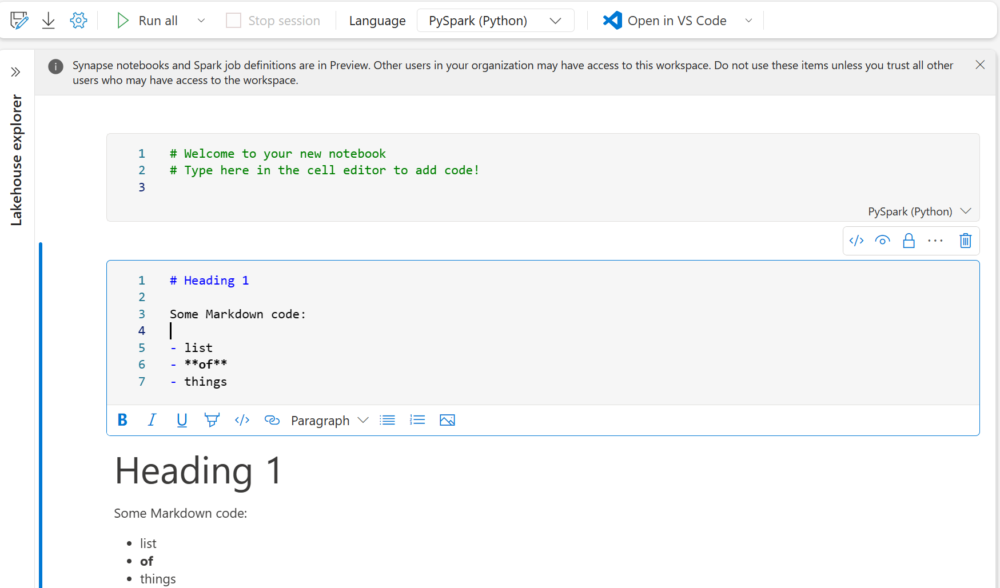 Run all
Stop session
Language
PySpark (Python)
Open in VS Code
Synapse notebooks and Spark job definitions are in Preview. Other users in your organization may have access to this workspace. Do not use these items unless you trust all other
users who may have access to the workspace.
Lakehouse explorer
1 # Welcome to your new notebook
2 # Type here in the cell editor to add code!
3
PySpark (Python)
1 # Heading 1
2
3 Some Markdown code:
4
5 - list
6 - **of**
7 - things
B I U </> Paragraph
Heading 1
Some Markdown code:
• list
• of
• things